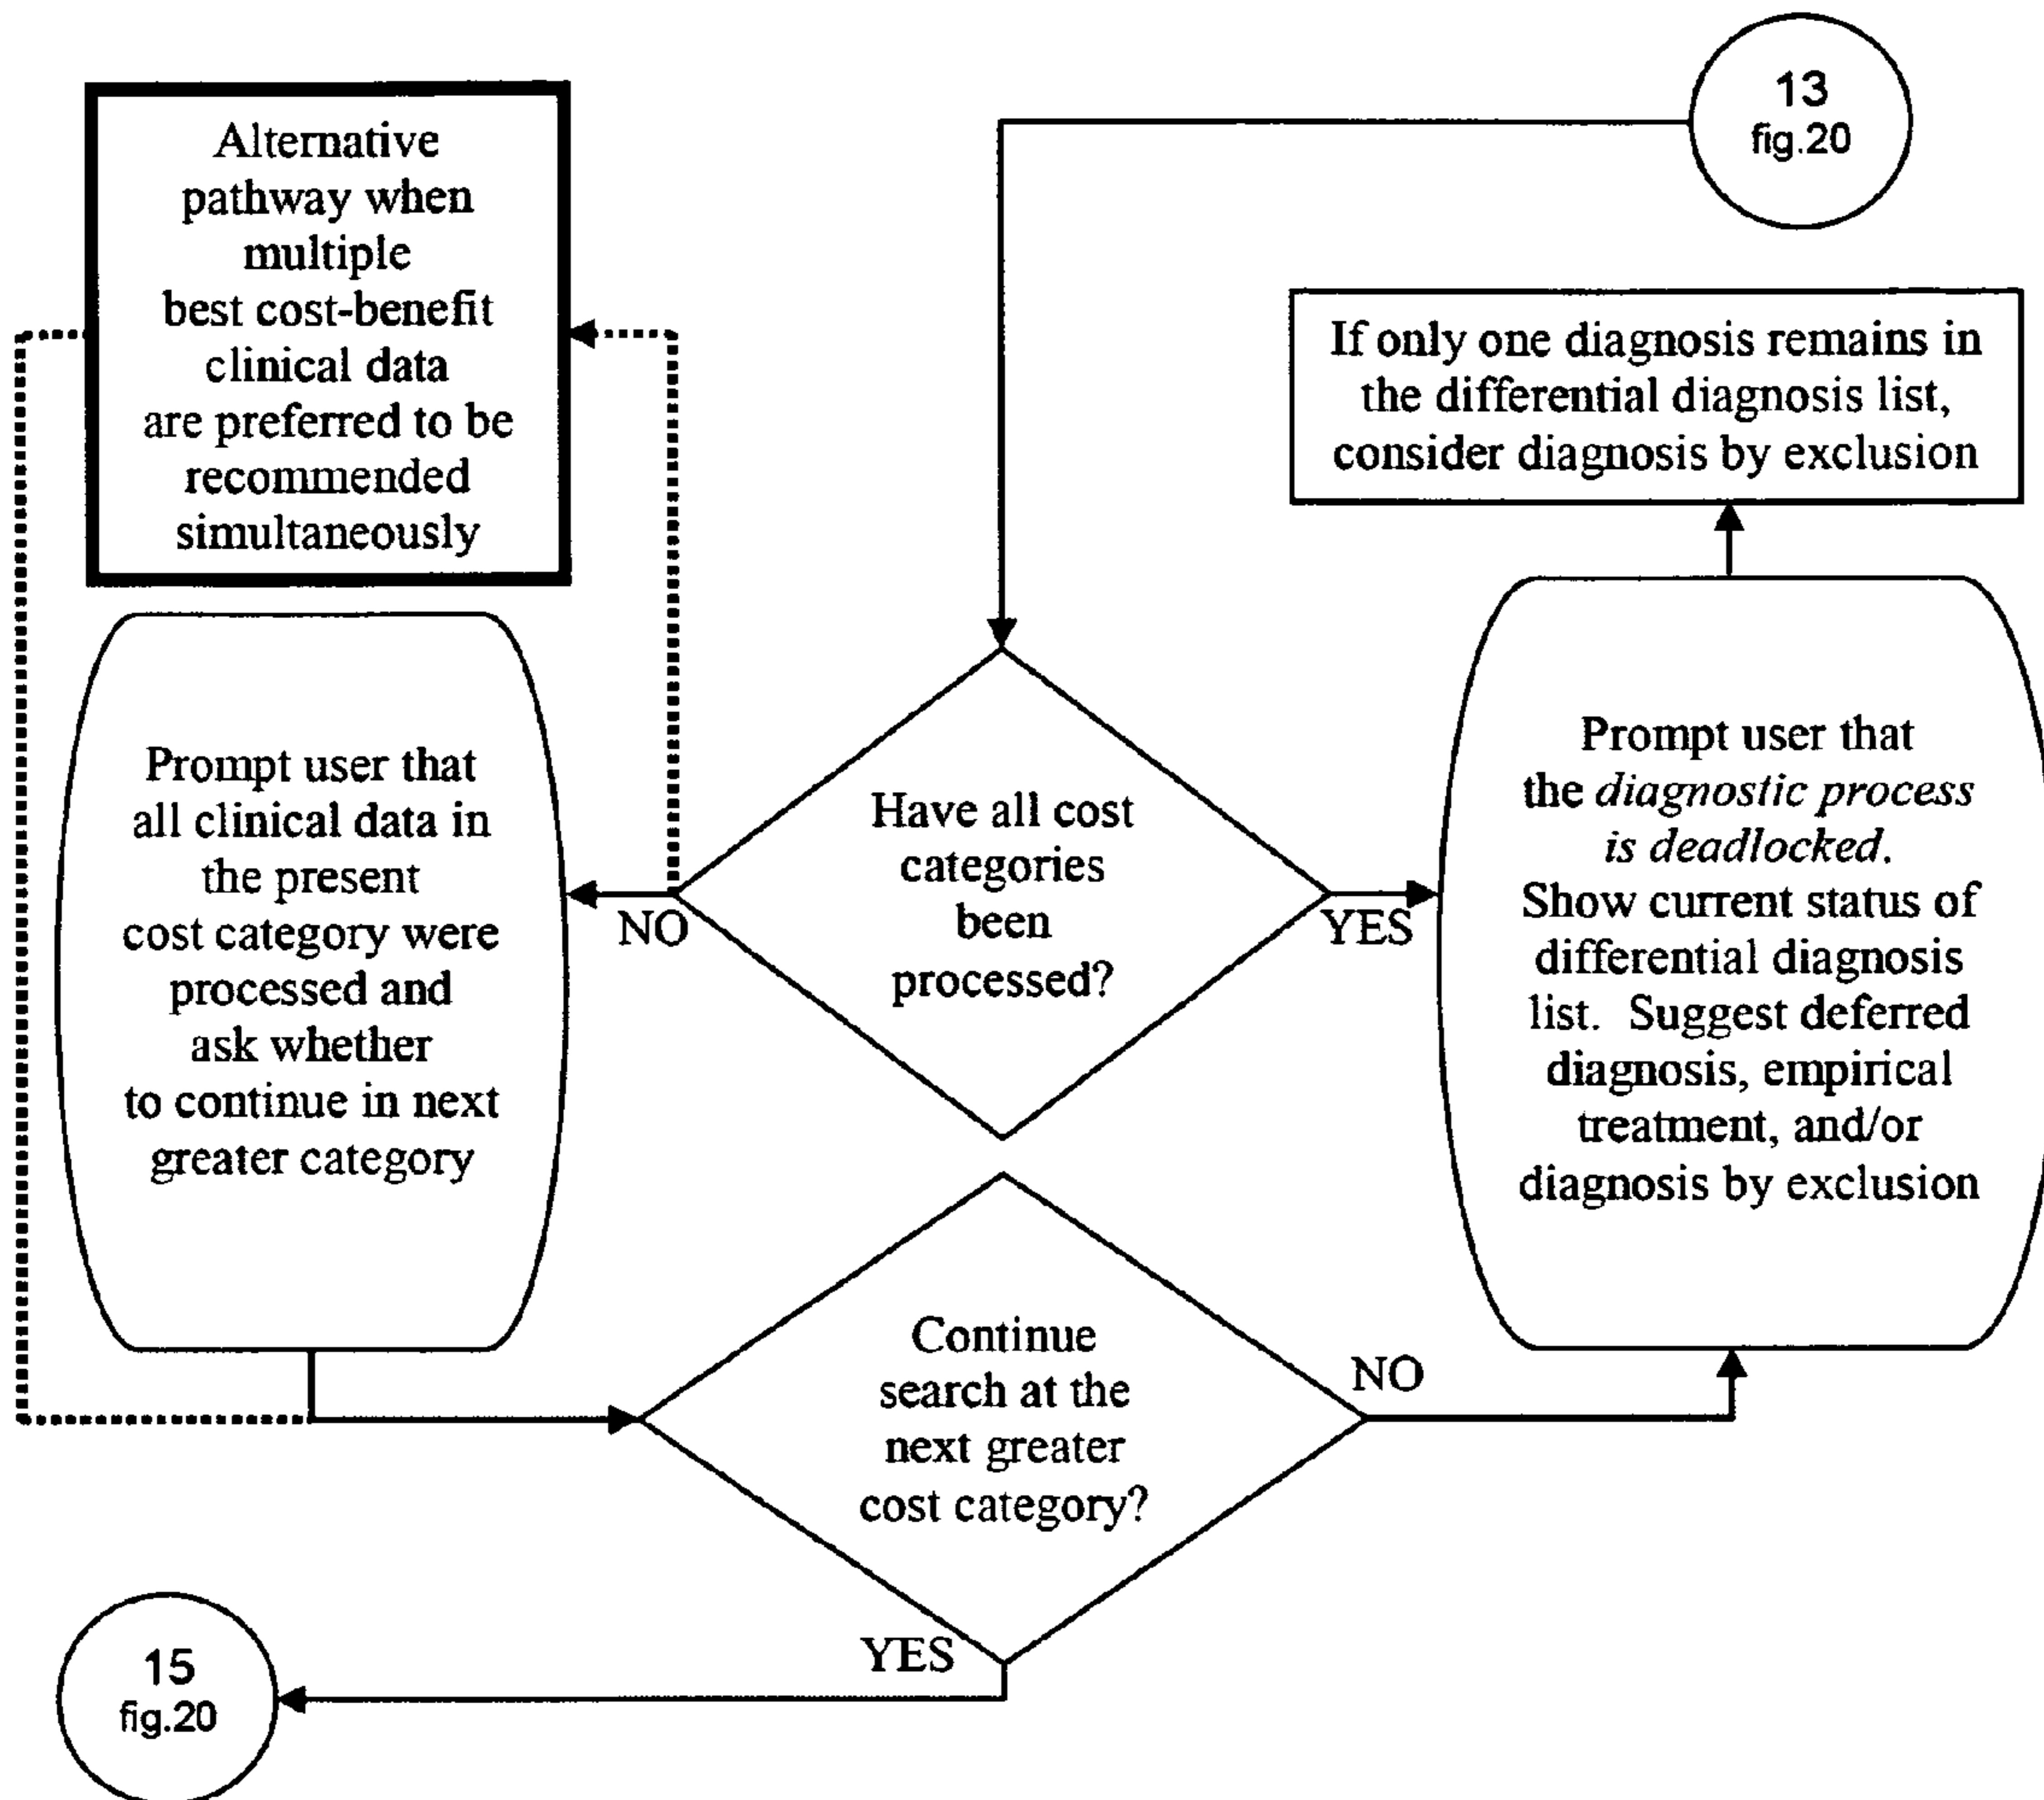 13
fig.20
Alternative
pathway when
multiple
best cost-benefit
clinical data
are preferred to be
recommended
simultaneously
If only one diagnosis remains in
the differential diagnosis list,
consider diagnosis by exclusion
Prompt user that
all clinical data in
the present
cost category were
processed and
ask whether
to continue in next
greater category
NO
Have all cost
categories
been
processed?
YES
Prompt user that
the diagnostic process
is deadlocked.
Show current status of
differential diagnosis
list. Suggest deferred
diagnosis, empirical
treatment, and/or
diagnosis by exclusion
Continue
search at the
next greater
cost category?
NO
YES
15
fig.20